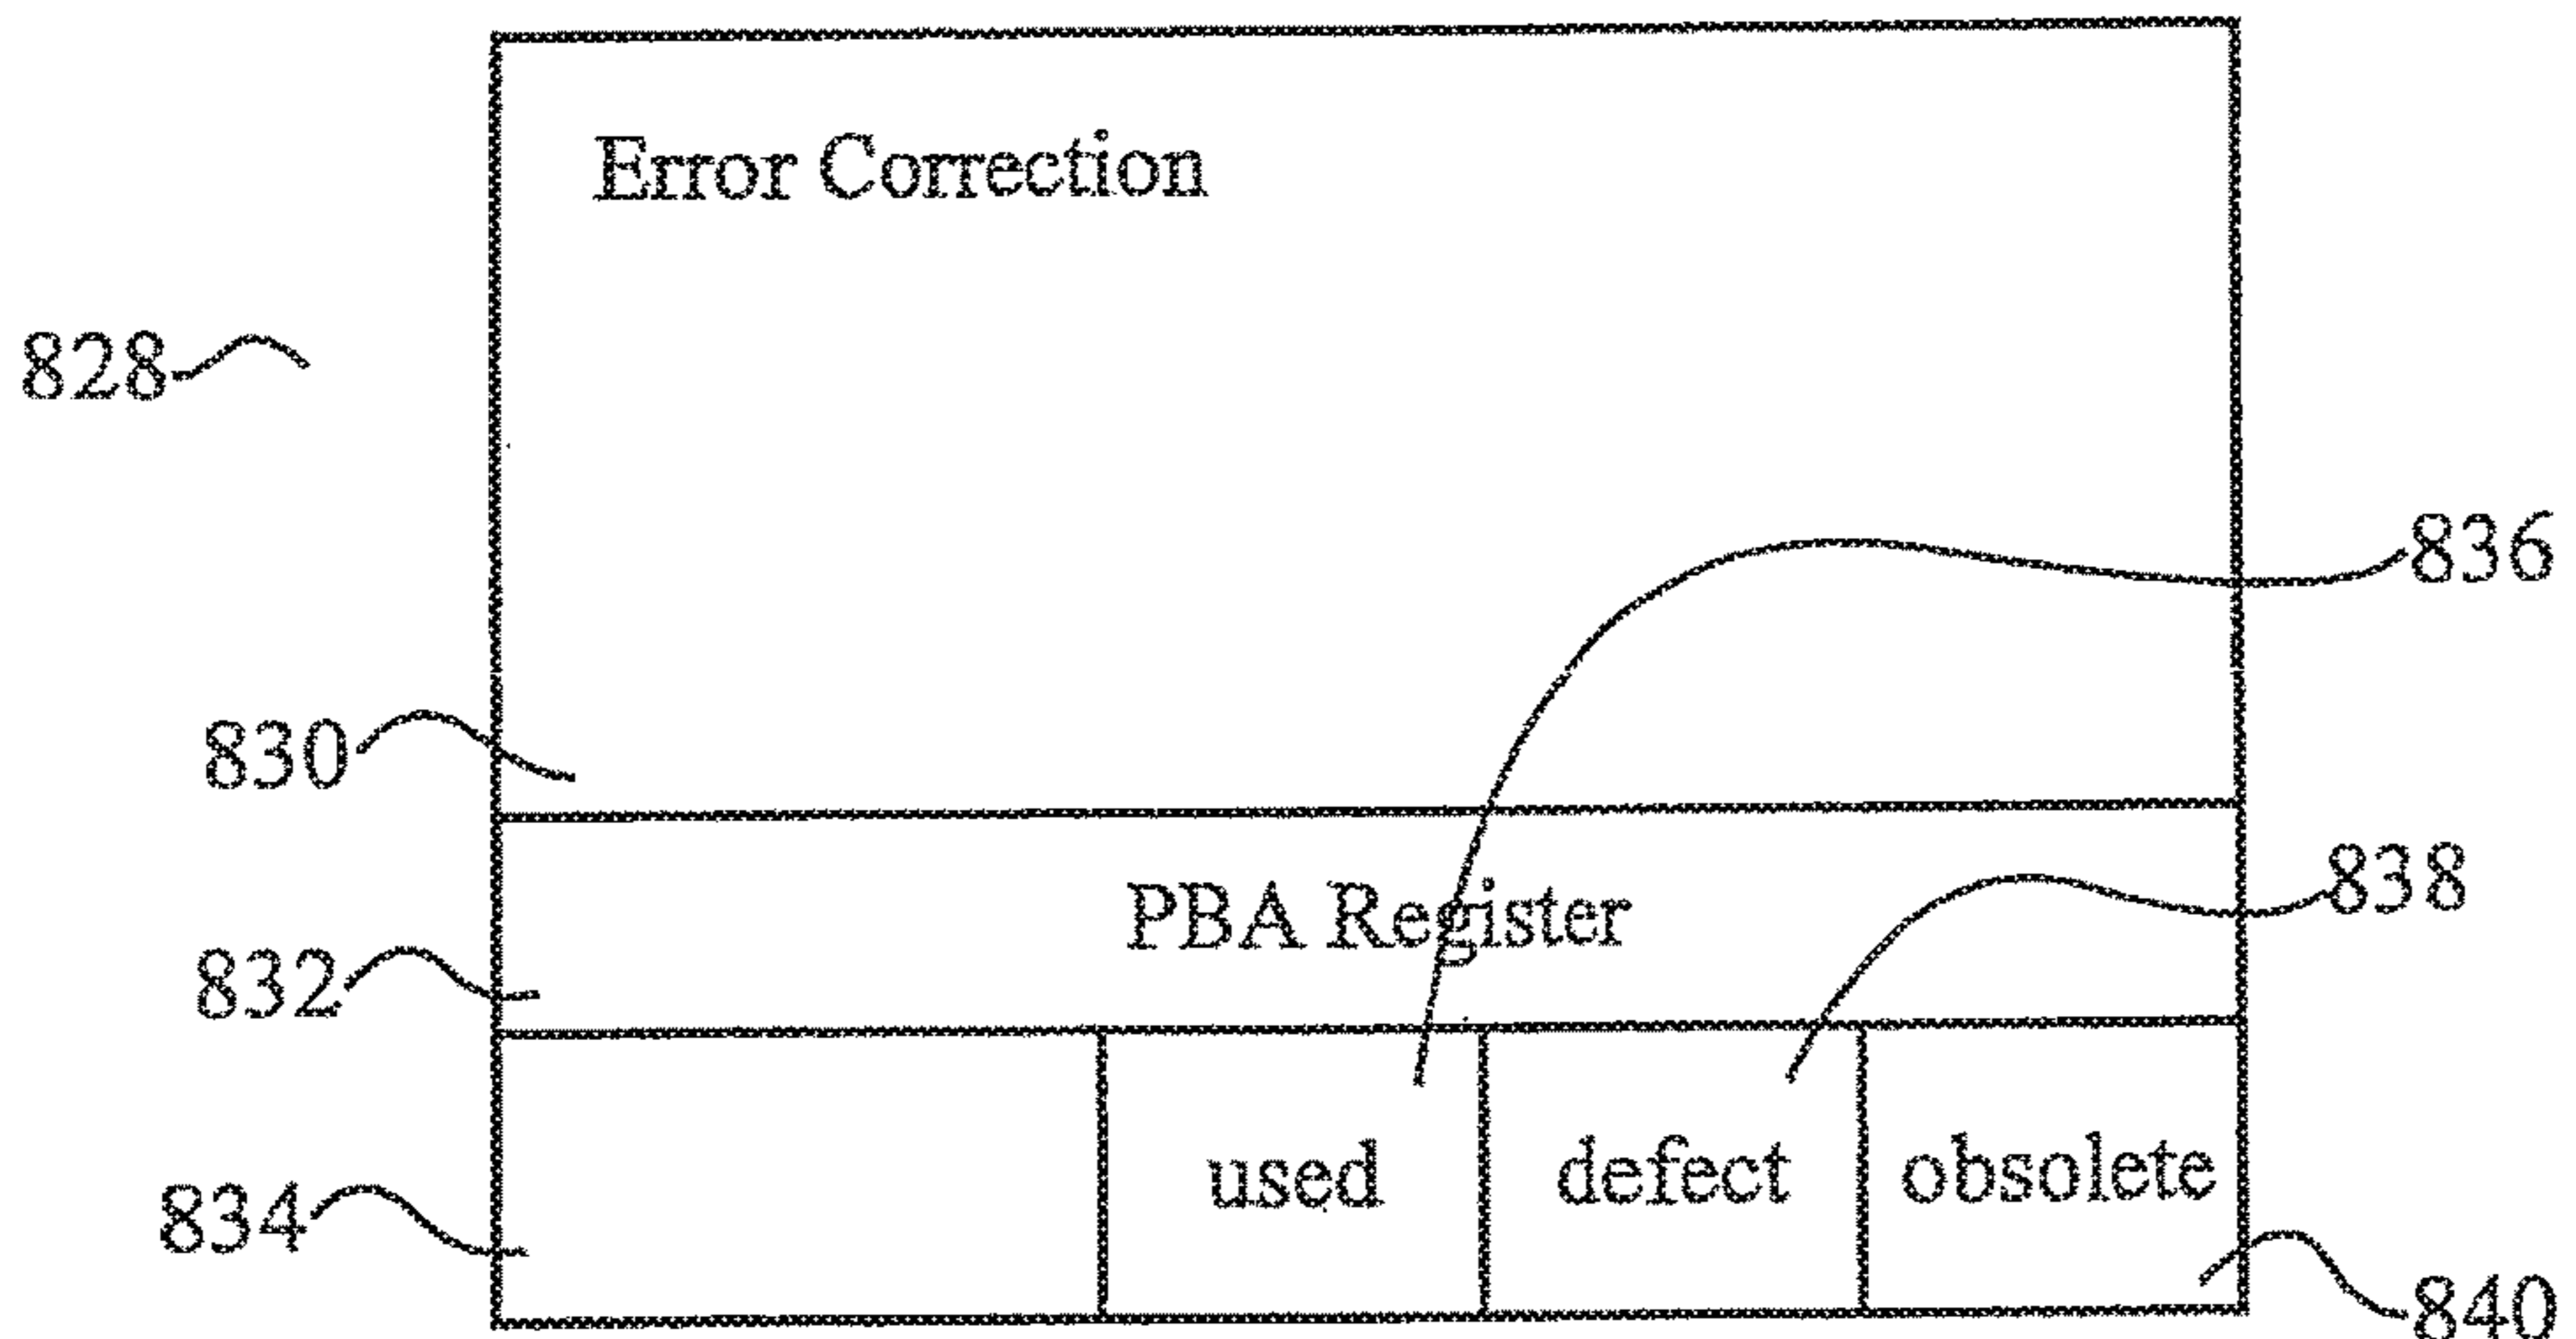 Error Correction
828
836
830
PBA Register
838
832
used defect obsolete
834
840